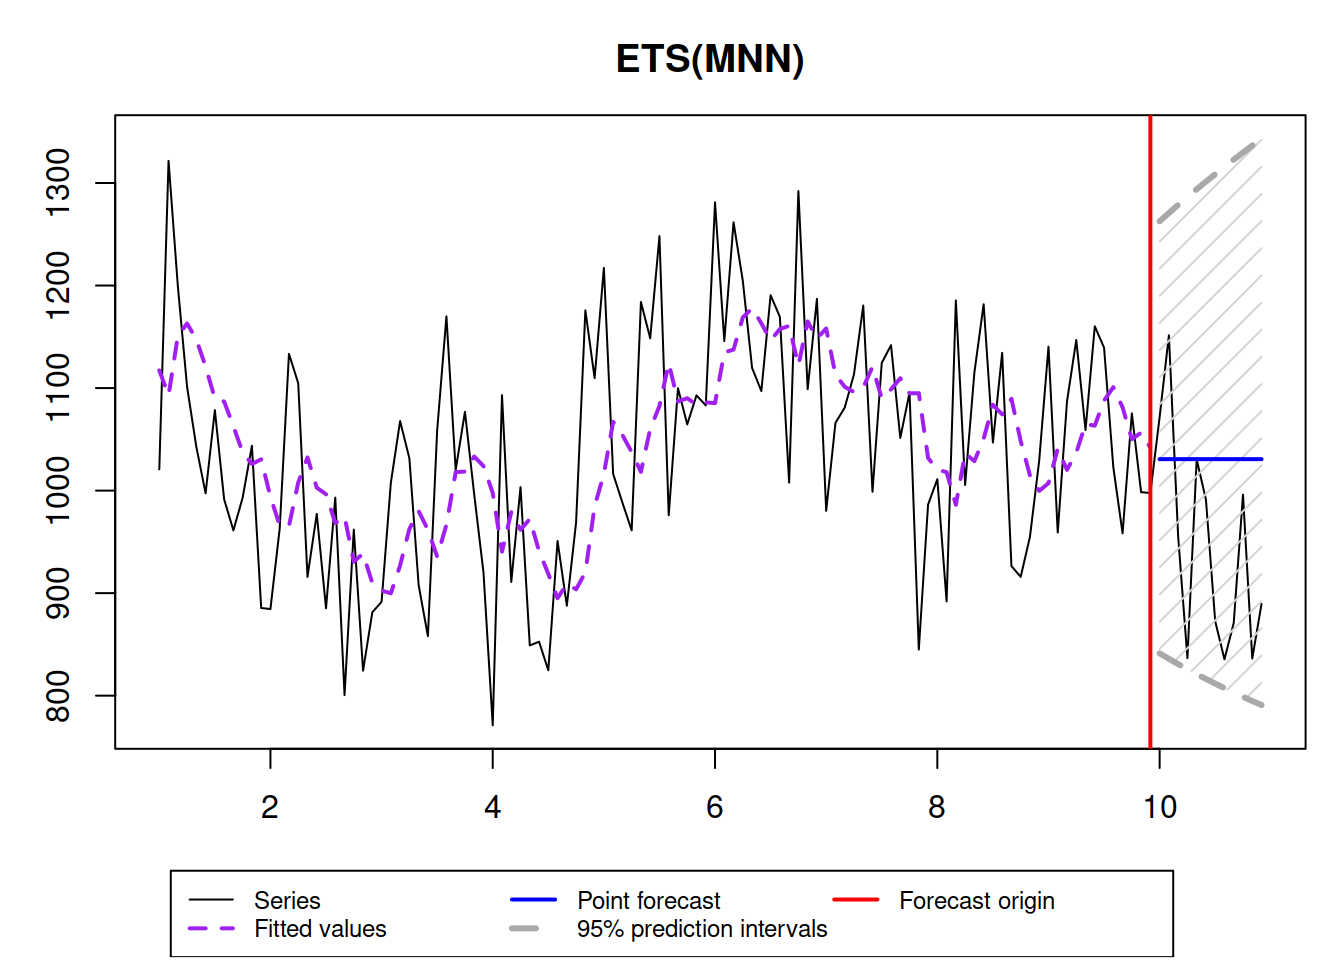 ETS(MNN)
1300
1200
1100
1000
900
800
2 4 6 8 10
Series Point forecast Forecast origin
Fitted values 95% prediction intervals